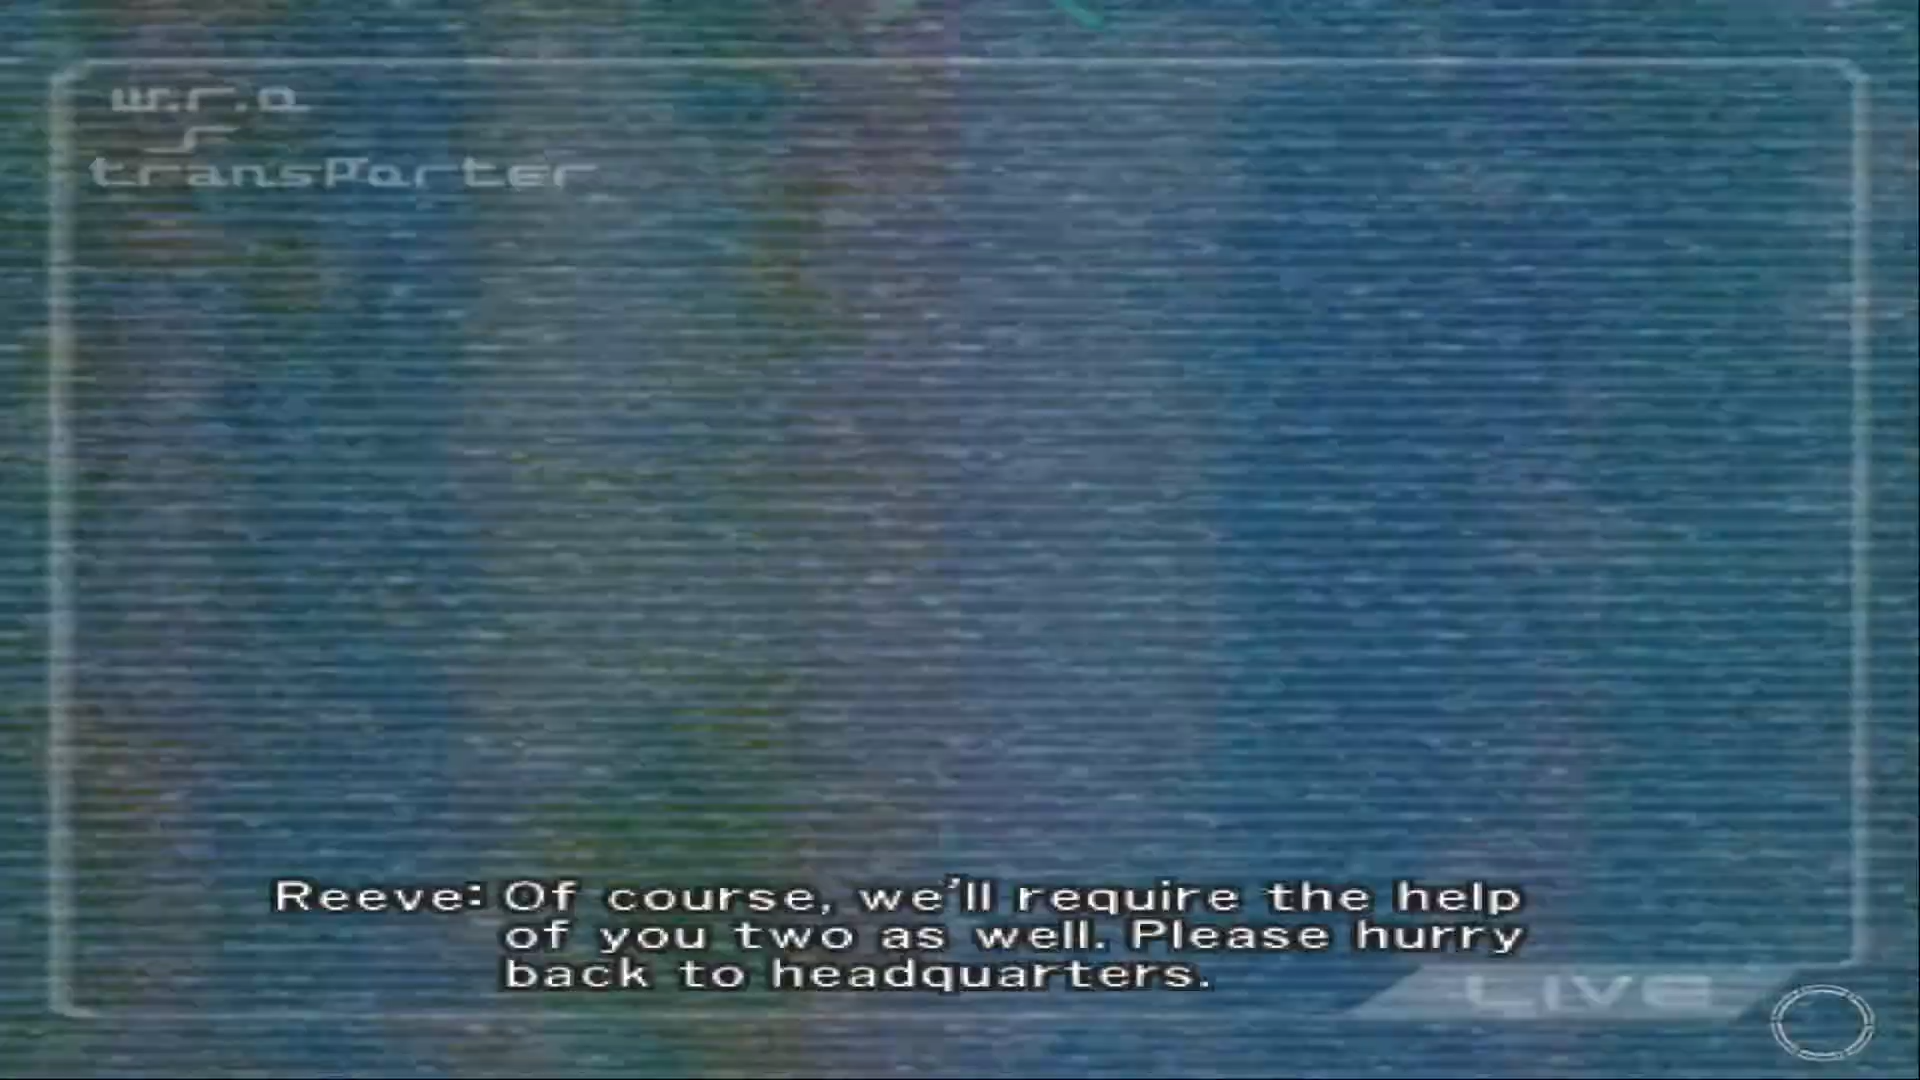 w.r.o
transporter
Reeve: Of course, we'll require the help
of you two as well. Please hurry
back to headquarters.
LIVE